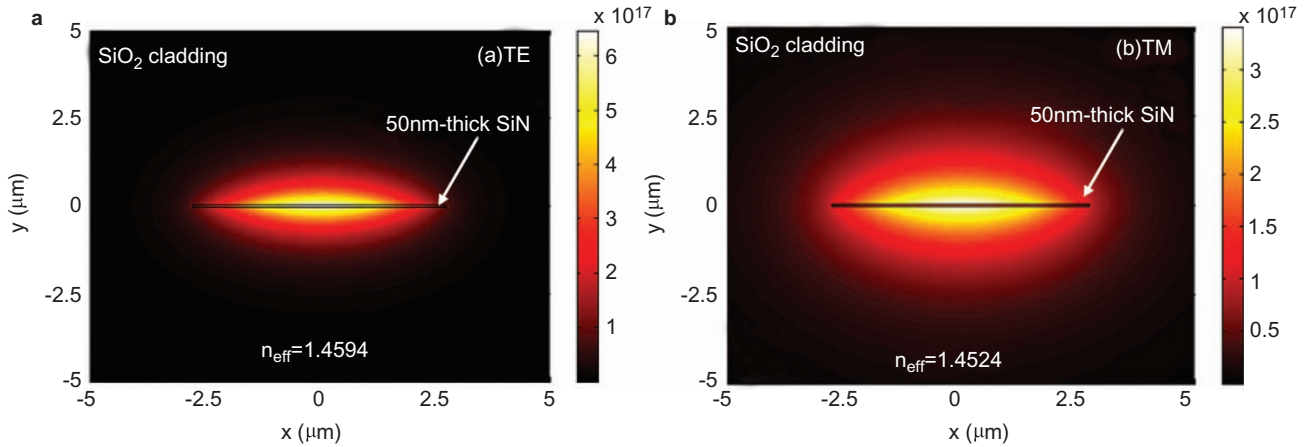 a
x 10^17
SiO2 cladding
(a)TE
50nm-thick SiN
neff=1.4594
5
2.5
0
-2.5
-5
y (μm)
-5
-2.5
0
2.5
5
x (μm)
6
5
4
3
2
1
b
x 10^17
SiO2 cladding
(b)TM
50nm-thick SiN
neff=1.4524
5
2.5
0
-2.5
-5
y (μm)
-5
-2.5
0
2.5
5
x (μm)
3
2.5
2
1.5
1
0.5